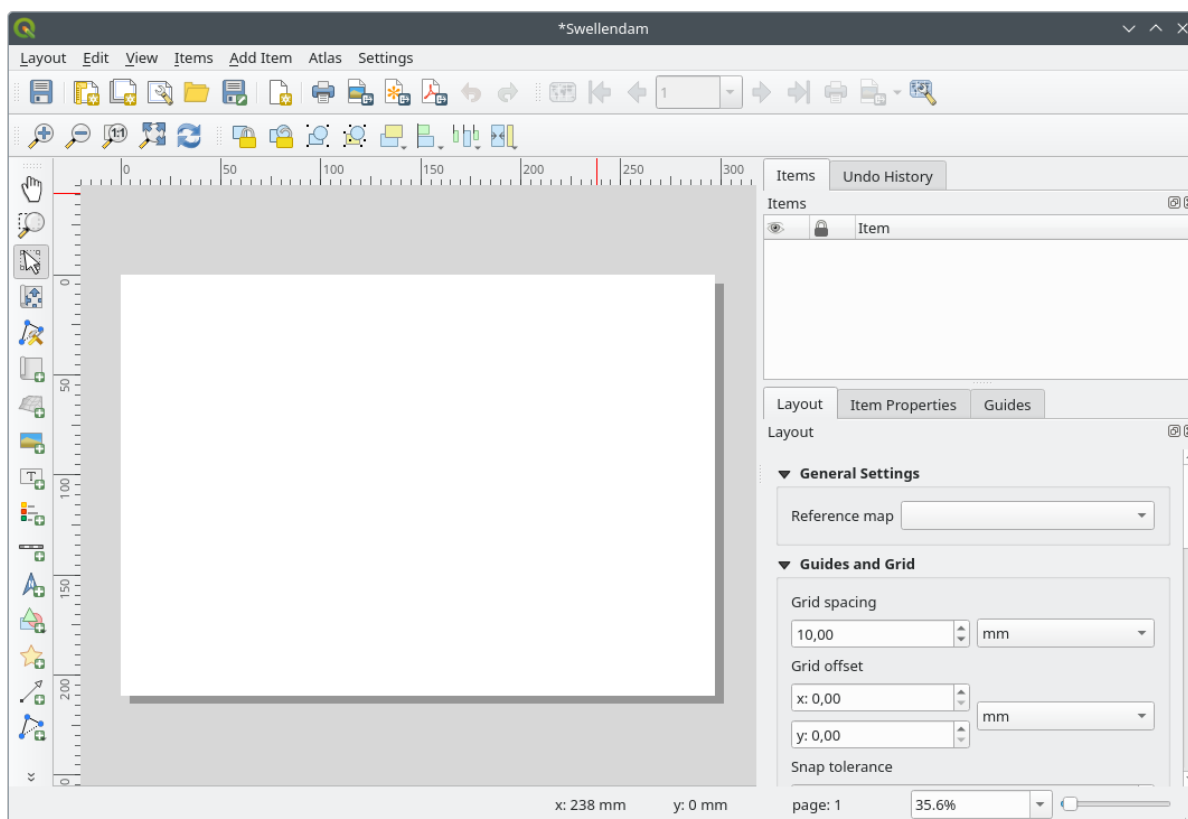 *Swellendam
Layout Edit View Items Add Item Atlas Settings
1
1:1
0 50 100 150 200 250 300
0
50
100
150
200
0
T
N
Items Undo History
Items
Item
Layout Item Properties Guides
Layout
General Settings
Reference map
Guides and Grid
Grid spacing
10,00 mm
Grid offset
x: 0,00
mm
y: 0,00
Snap tolerance
x: 238 mm y: 0 mm page: 1 35.6%